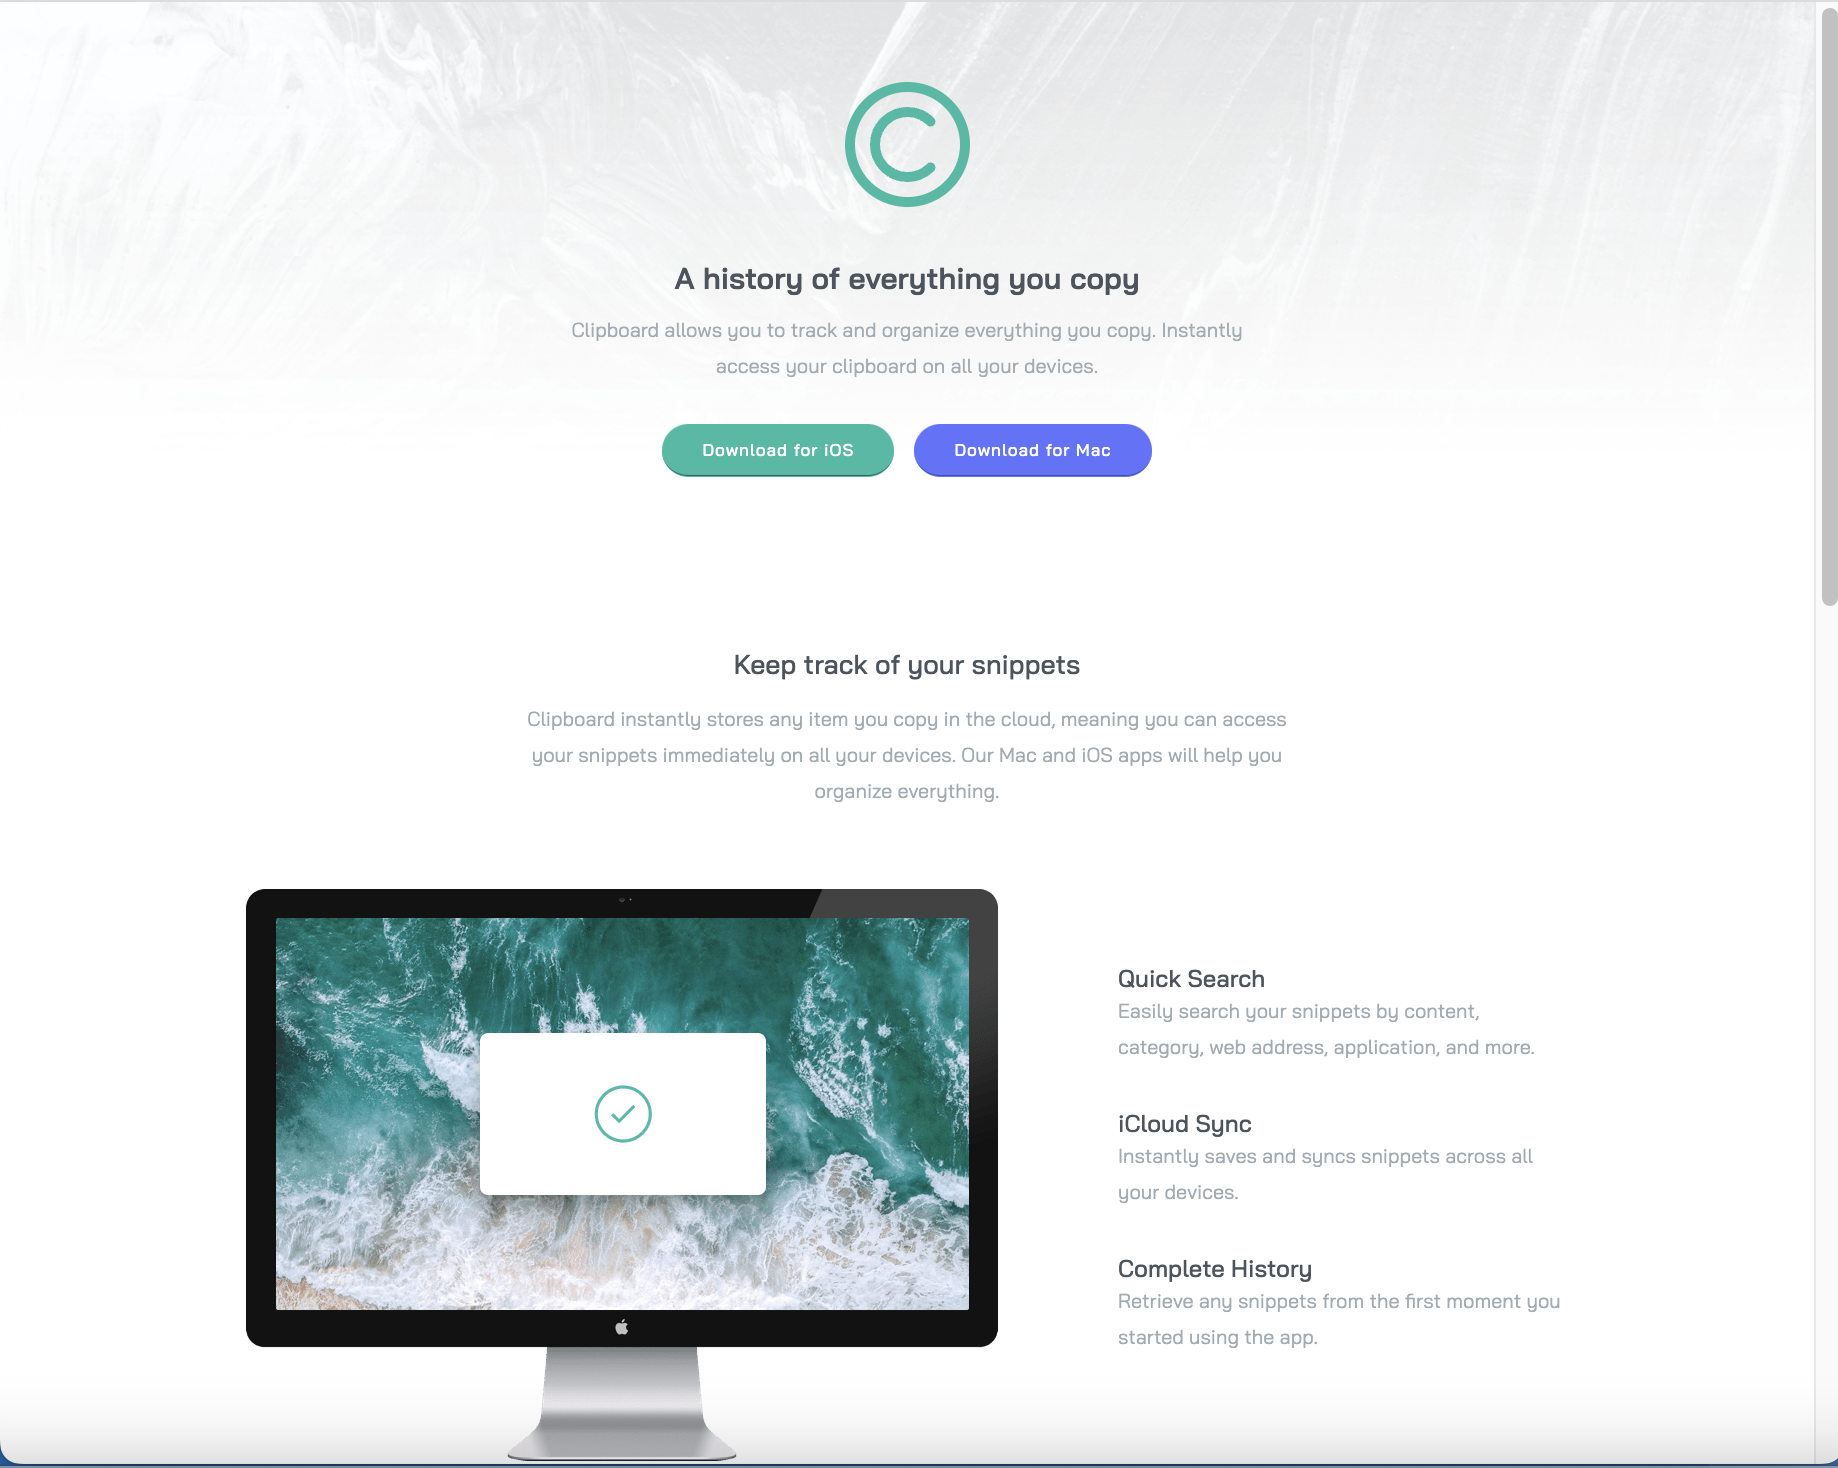 C
A history of everything you copy
Clipboard allows you to track and organize everything you copy. Instantly
access your clipboard on all your devices.
Download for iOS
Download for Mac
Keep track of your snippets
Clipboard instantly stores any item you copy in the cloud, meaning you can access
your snippets immediately on all your devices. Our Mac and iOS apps will help you
organize everything.
Quick Search
Easily search your snippets by content,
category, web address, application, and more.
iCloud Sync
Instantly saves and syncs snippets across all
your devices.
Complete History
Retrieve any snippets from the first moment you
started using the app.